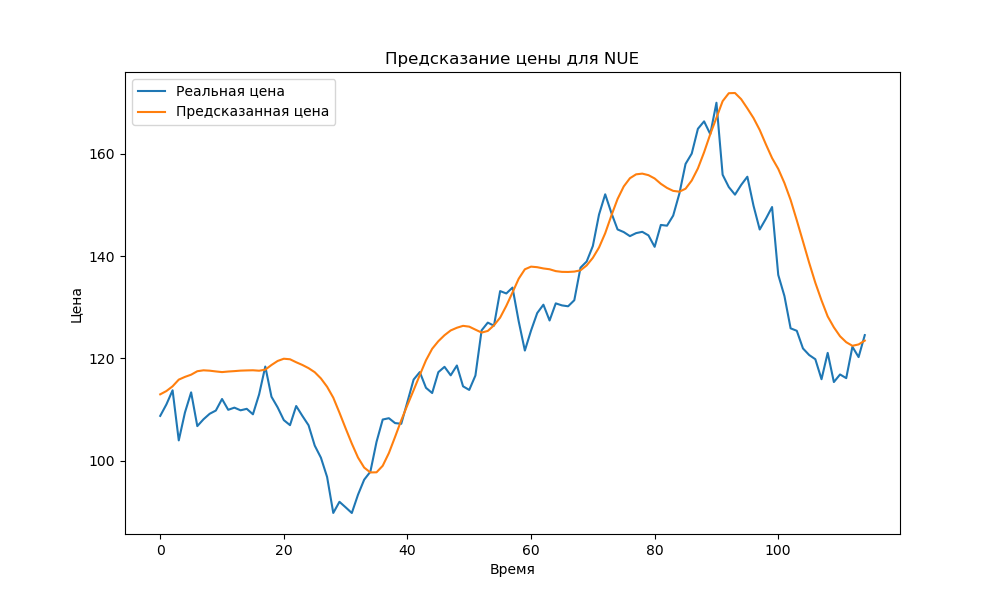 Предсказание цены для NUE
Реальная цена
Предсказанная цена
160
140
120
100
Цена
0 20 40 60 80 100
Время